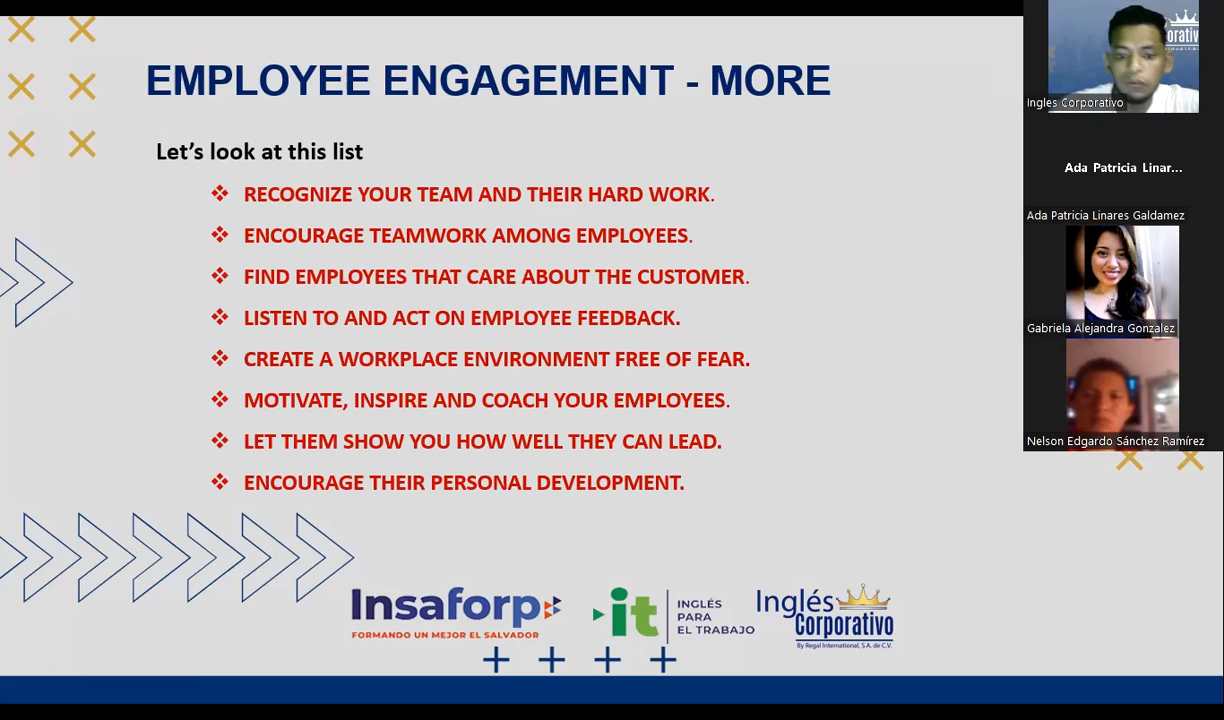 EMPLOYEE ENGAGEMENT - MORE
Let's look at this list
RECOGNIZE YOUR TEAM AND THEIR HARD WORK.
ENCOURAGE TEAMWORK AMONG EMPLOYEES.
FIND EMPLOYEES THAT CARE ABOUT THE CUSTOMER.
LISTEN TO AND ACT ON EMPLOYEE FEEDBACK.
CREATE A WORKPLACE ENVIRONMENT FREE OF FEAR.
MOTIVATE, INSPIRE AND COACH YOUR EMPLOYEES.
LET THEM SHOW YOU HOW WELL THEY CAN LEAD.
ENCOURAGE THEIR PERSONAL DEVELOPMENT.
Insaforp
FORMANDO UN MEJOR EL SALVADOR
it
INGLÉS
PARA
EL TRABAJO
Inglés
Corporativo
By Regal International, S.A. de C.V.
Ingles Corporativo
Ada Patricia Linar...
Ada Patricia Linares Galdamez
Gabriela Alejandra Gonzalez
Nelson Edgardo Sánchez Ramírez